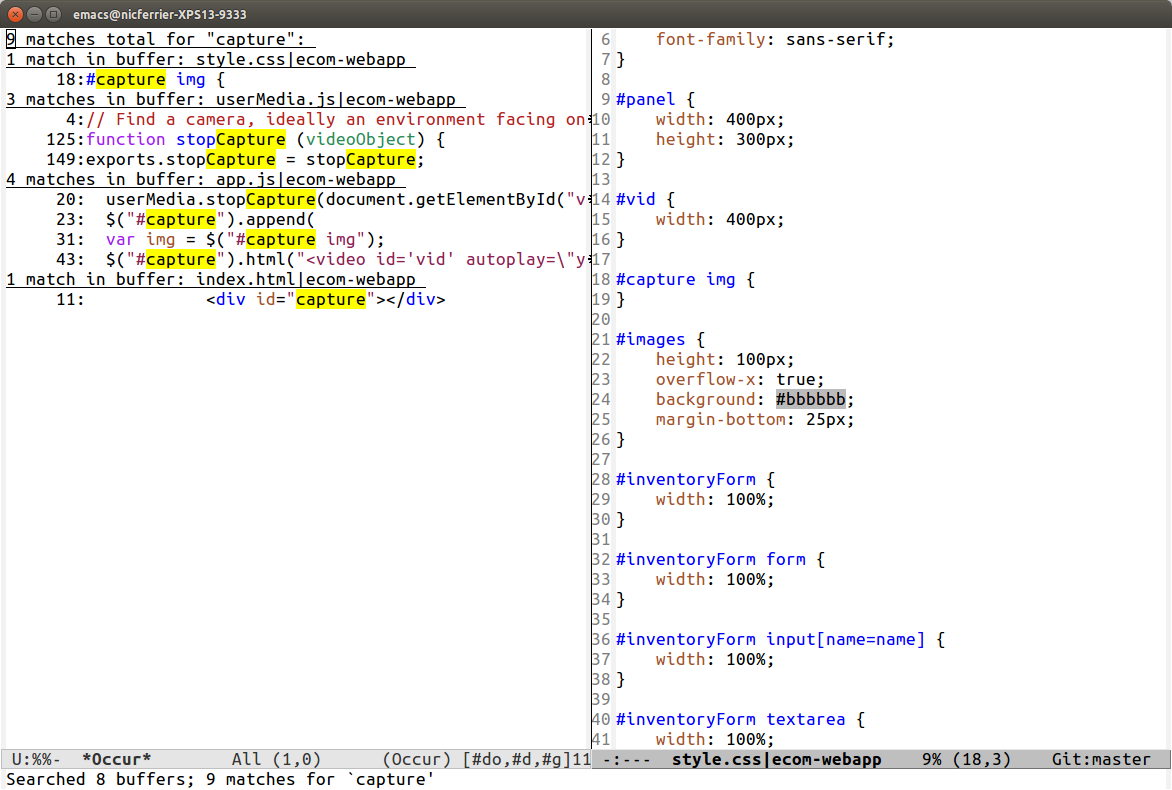 emacs@nicferrier-XPS13-9333
9 matches total for "capture":
1 match in buffer: style.css|ecom-webapp
18:#capture img {
3 matches in buffer: userMedia.js|ecom-webapp
4:// Find a camera, ideally an environment facing on
125:function stopCapture (videoObject) {
149:exports.stopCapture = stopCapture;
4 matches in buffer: app.js|ecom-webapp
20:  userMedia.stopCapture(document.getElementById("v
23:  $("#capture").append(
31:  var img = $("#capture img");
43:  $("#capture").html("<video id='vid' autoplay=\"y
1 match in buffer: index.html|ecom-webapp
11:            <div id="capture"></div>
U:%%-  *Occur*        All (1,0)      (Occur) [#do,#d,#g]11
6     font-family: sans-serif;
7 }
8
9 #panel {
10     width: 400px;
11     height: 300px;
12 }
13
14 #vid {
15     width: 400px;
16 }
17
18 #capture img {
19 }
20
21 #images {
22     height: 100px;
23     overflow-x: true;
24     background: #bbbbbb;
25     margin-bottom: 25px;
26 }
27
28 #inventoryForm {
29     width: 100%;
30 }
31
32 #inventoryForm form {
33     width: 100%;
34 }
35
36 #inventoryForm input[name=name] {
37     width: 100%;
38 }
39
40 #inventoryForm textarea {
41     width: 100%;
-:---  style.css|ecom-webapp    9% (18,3)    Git:master
Searched 8 buffers; 9 matches for `capture'